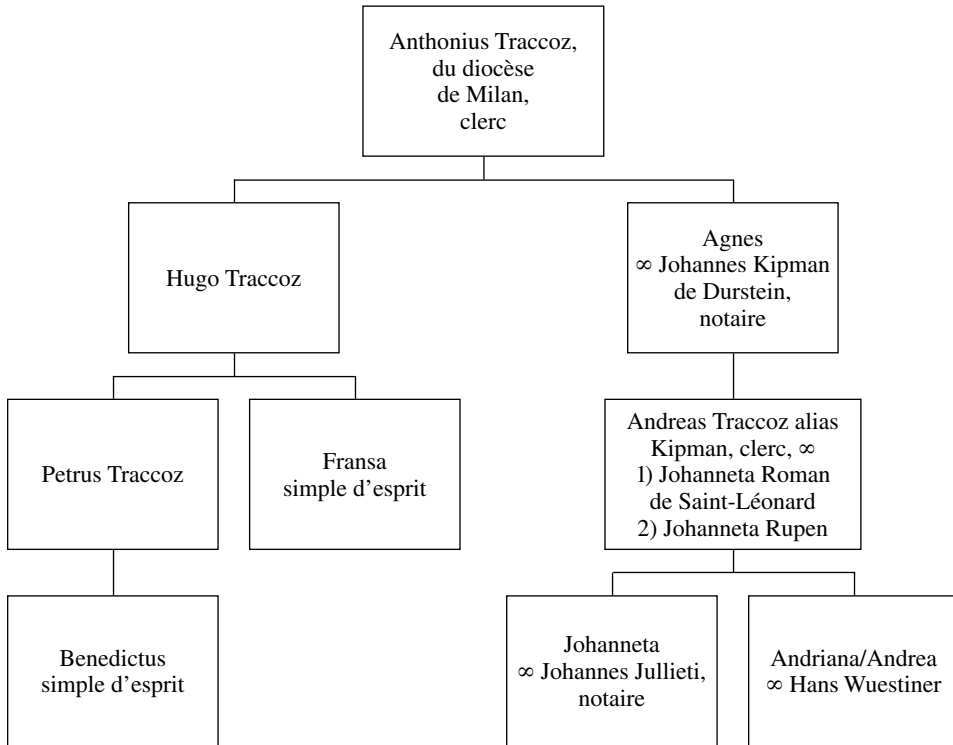 Anthonius Traccoz,
du diocèse
de Milan,
clerc
Hugo Traccoz
Agnes
∞ Johannes Kipman
de Durstein,
notaire
Petrus Traccoz
Fransa
simple d'esprit
Andreas Traccoz alias
Kipman, clerc, ∞
1) Johanneta Roman
de Saint-Léonard
2) Johanneta Rupen
Benedictus
simple d'esprit
Johanneta
∞ Johannes Jullieti,
notaire
Andriana/Andrea
∞ Hans Wuestiner